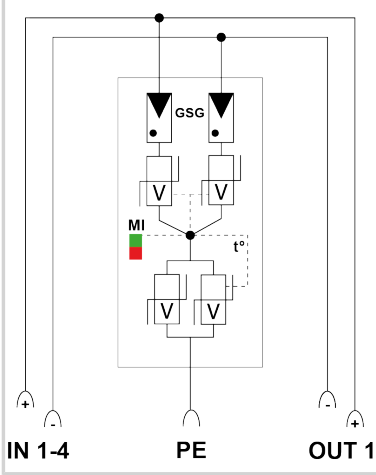 GSG
V V
MI
t°
V V
+ - - +
IN 1-4 PE OUT 1